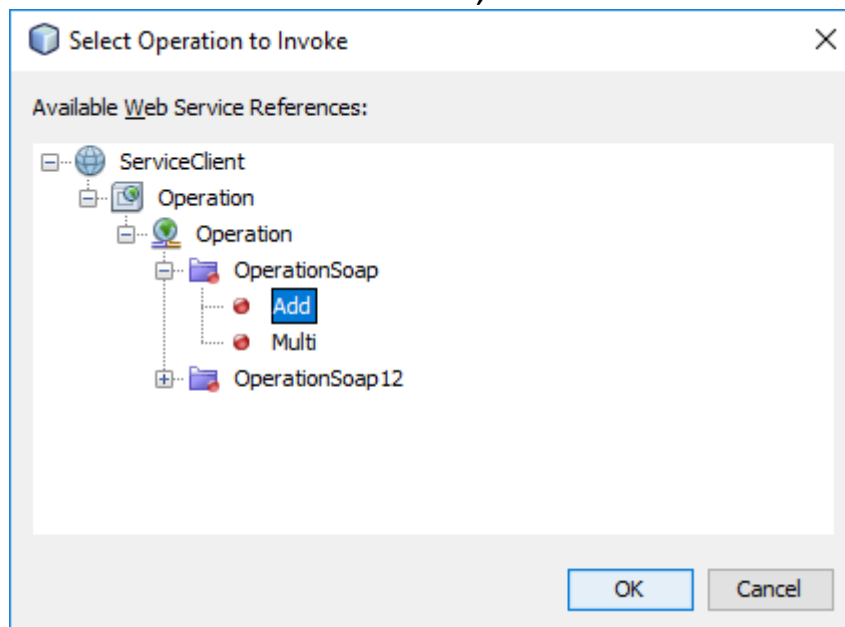 Select Operation to Invoke
Available Web Service References:
ServiceClient
Operation
Operation
OperationSoap
Add
Multi
OperationSoap12
OK
Cancel